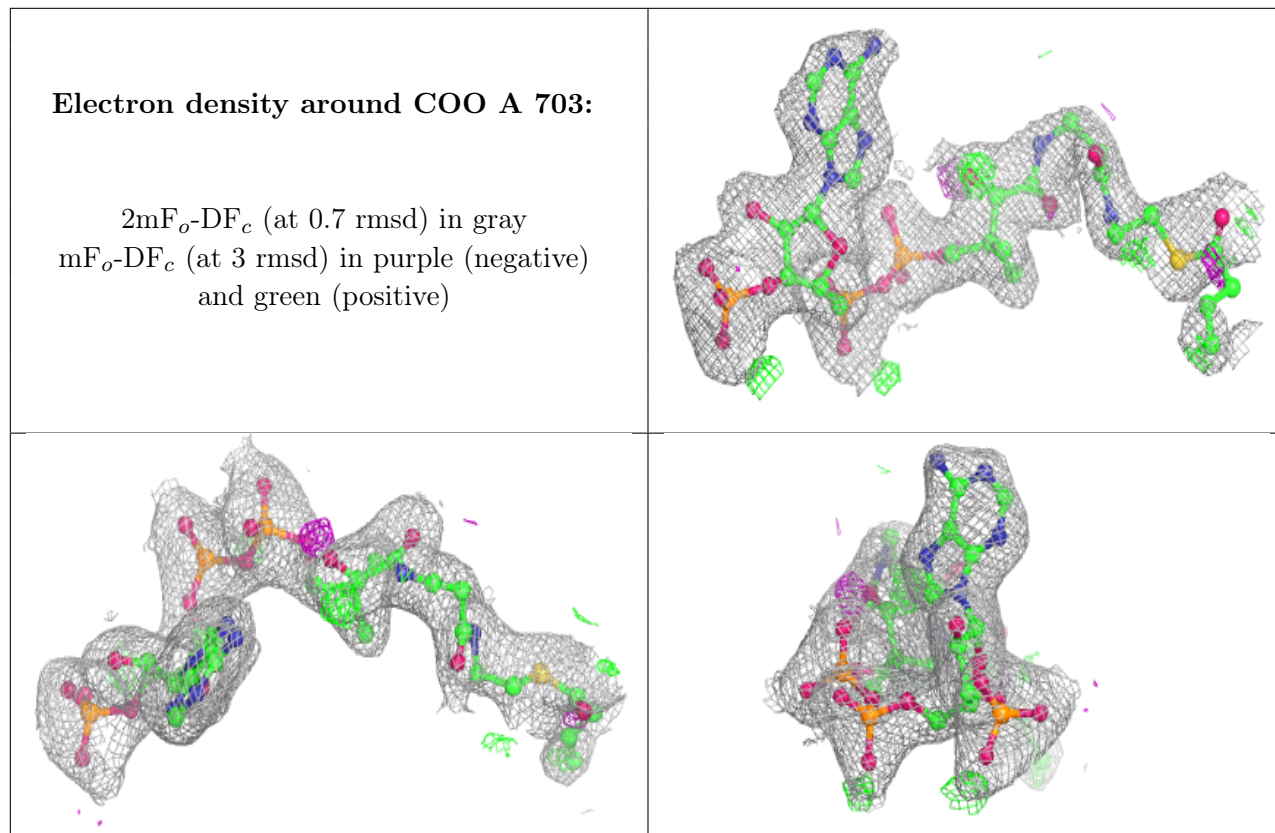 Electron density around COO A 703:
2mFo-DFc (at 0.7 rmsd) in gray
mFo-DFc (at 3 rmsd) in purple (negative)
and green (positive)